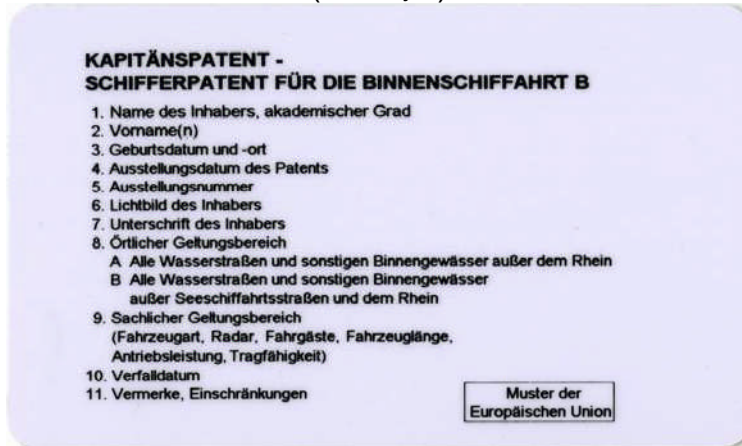 KAPITÄNSPATENT -
SCHIFFERPATENT FÜR DIE BINNENSCHIFFAHRT B
1. Name des Inhabers, akademischer Grad
2. Vorname(n)
3. Geburtsdatum und -ort
4. Ausstellungsdatum des Patents
5. Ausstellungsnummer
6. Lichtbild des Inhabers
7. Unterschrift des Inhabers
8. Örtlicher Geltungsbereich
A Alle Wasserstraßen und sonstigen Binnengewässer außer dem Rhein
B Alle Wasserstraßen und sonstigen Binnengewässer
außer Seeschiffahrtsstraßen und dem Rhein
9. Sachlicher Geltungsbereich
(Fahrzeugart, Radar, Fahrgäste, Fahrzeuglänge,
Antriebsleistung, Tragfähigkeit)
10. Verfalldatum
11. Vermerke, Einschränkungen
Muster der
Europäischen Union